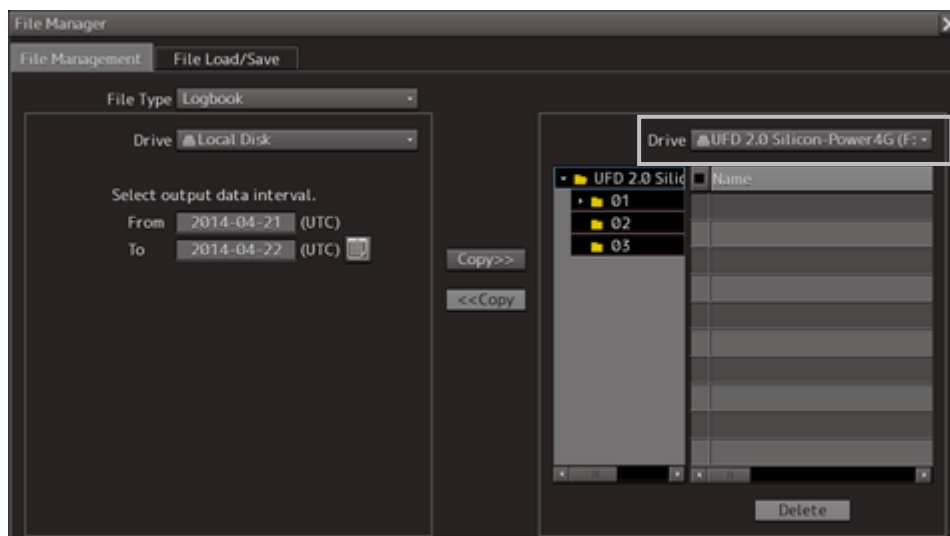 File Manager
File Management
File Load/Save
File Type Logbook
Drive Local Disk
Select output data interval.
From 2014-04-21 (UTC)
To 2014-04-22 (UTC)
Copy>>
<<Copy
Drive UFD 2.0 Silicon-Power4G (F:
UFD 2.0 Silic
Name
01
02
03
Delete